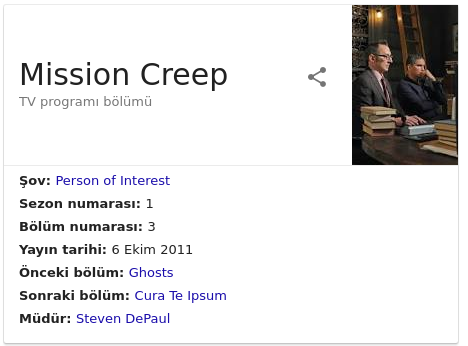 Mission Creep
TV programı bölümü
Şov: Person of Interest
Sezon numarası: 1
Bölüm numarası: 3
Yayın tarihi: 6 Ekim 2011
Önceki bölüm: Ghosts
Sonraki bölüm: Cura Te Ipsum
Müdür: Steven DePaul